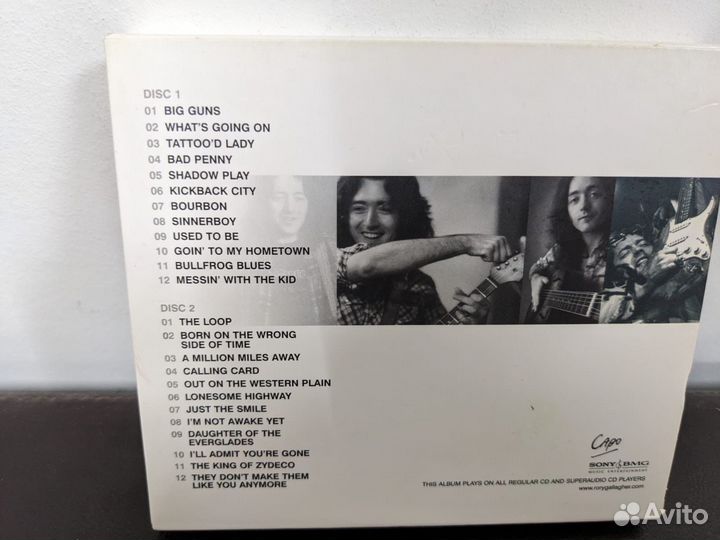 DISC 1
01 BIG GUNS
02 WHAT'S GOING ON
03 TATTOO'D LADY
04 BAD PENNY
05 SHADOW PLAY
06 KICKBACK CITY
07 BOURBON
08 SINNERBOY
09 USED TO BE
10 GOIN' TO MY HOMETOWN
11 BULLFROG BLUES
12 MESSIN' WITH THE KID
DISC 2
01 THE LOOP
02 BORN ON THE WRONG
SIDE OF TIME
03 A MILLION MILES AWAY
04 CALLING CARD
05 OUT ON THE WESTERN PLAIN
06 LONESOME HIGHWAY
07 JUST THE SMILE
08 I'M NOT AWAKE YET
09 DAUGHTER OF THE
EVERGLADES
10 I'LL ADMIT YOU'RE GONE
11 THE KING OF ZYDECO
12 THEY DON'T MAKE THEM
LIKE YOU ANYMORE
CAPO
SONY BMG
MUSIC ENTERTAINMENT
THIS ALBUM PLAYS ON ALL REGULAR CD AND SUPERAUDIO CD PLAYERS
www.rorygallagher.com
Avito